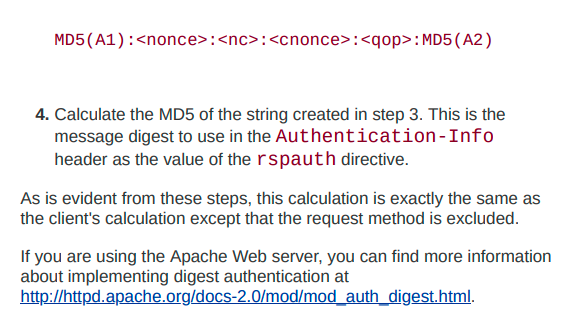 MD5(A1):<nonce>:<nc>:<cnonce>:<qop>:MD5(A2)
4. Calculate the MD5 of the string created in step 3. This is the
message digest to use in the Authentication-Info
header as the value of the rspauth directive.
As is evident from these steps, this calculation is exactly the same as
the client's calculation except that the request method is excluded.
If you are using the Apache Web server, you can find more information
about implementing digest authentication at
http://httpd.apache.org/docs-2.0/mod/mod_auth_digest.html.